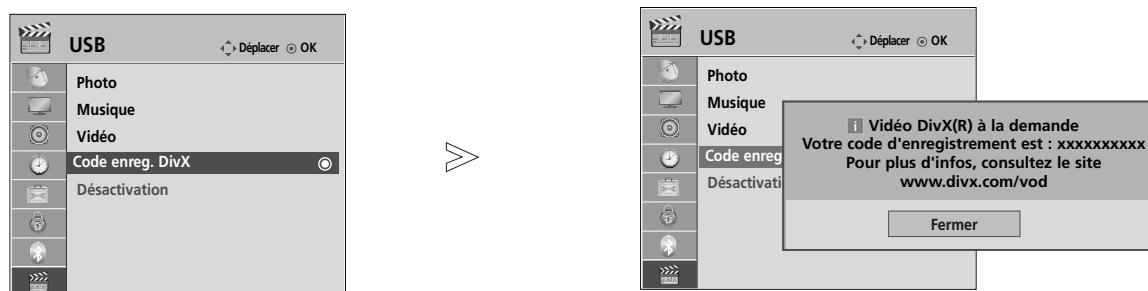 USB
Déplacer OK
Photo
Musique
Vidéo
Code enreg. DivX
Désactivation
USB
Déplacer OK
Photo
Musique
Vidéo
Code enreg
Désactivati
i Vidéo DivX(R) à la demande
Votre code d'enregistrement est : xxxxxxxxxx
Pour plus d'infos, consultez le site
www.divx.com/vod
Fermer